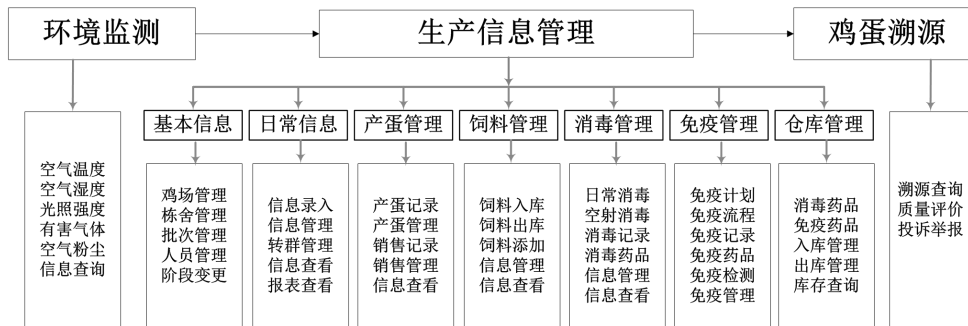 环境监测
生产信息管理
鸡蛋溯源
基本信息
日常信息
产蛋管理
饲料管理
消毒管理
免疫管理
仓库管理
空气温度
空气湿度
光照强度
有害气体
空气粉尘
信息查询
鸡场管理
栋舍管理
批次管理
人员管理
阶段变更
信息录入
信息管理
转群管理
信息查看
报表查看
产蛋记录
产蛋管理
销售记录
销售管理
信息查看
饲料入库
饲料出库
饲料添加
信息管理
信息查看
日常消毒
空射消毒
消毒记录
消毒药品
信息管理
信息查看
免疫计划
免疫流程
免疫记录
免疫药品
免疫检测
免疫管理
消毒药品
免疫药品
入库管理
出库管理
库存查询
溯源查询
质量评价
投诉举报